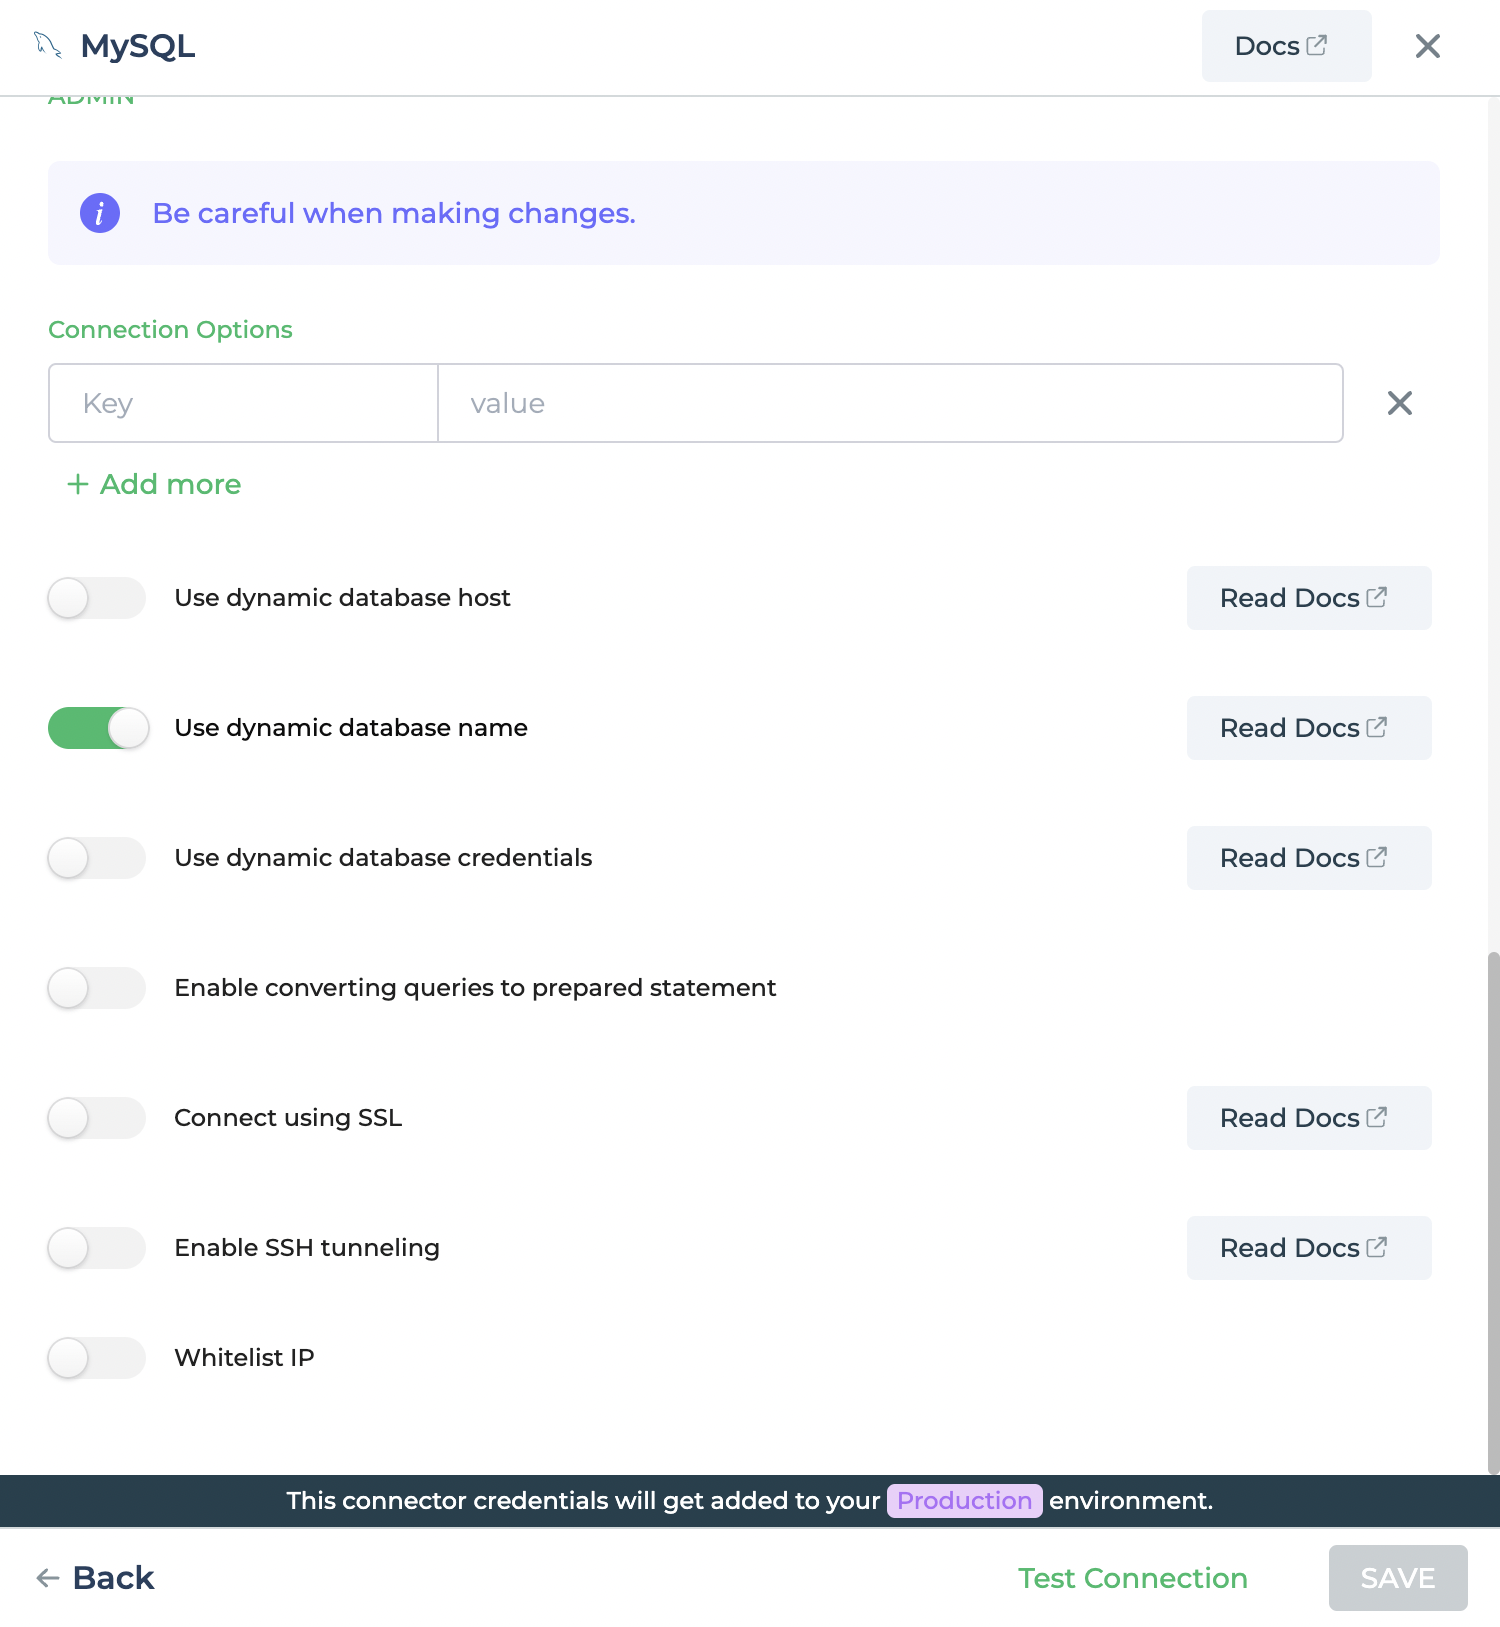 MySQL
Docs
ADMIN
Be careful when making changes.
Connection Options
Key
value
+ Add more
Use dynamic database host
Read Docs
Use dynamic database name
Read Docs
Use dynamic database credentials
Read Docs
Enable converting queries to prepared statement
Connect using SSL
Read Docs
Enable SSH tunneling
Read Docs
Whitelist IP
This connector credentials will get added to your Production environment.
Back
Test Connection
SAVE